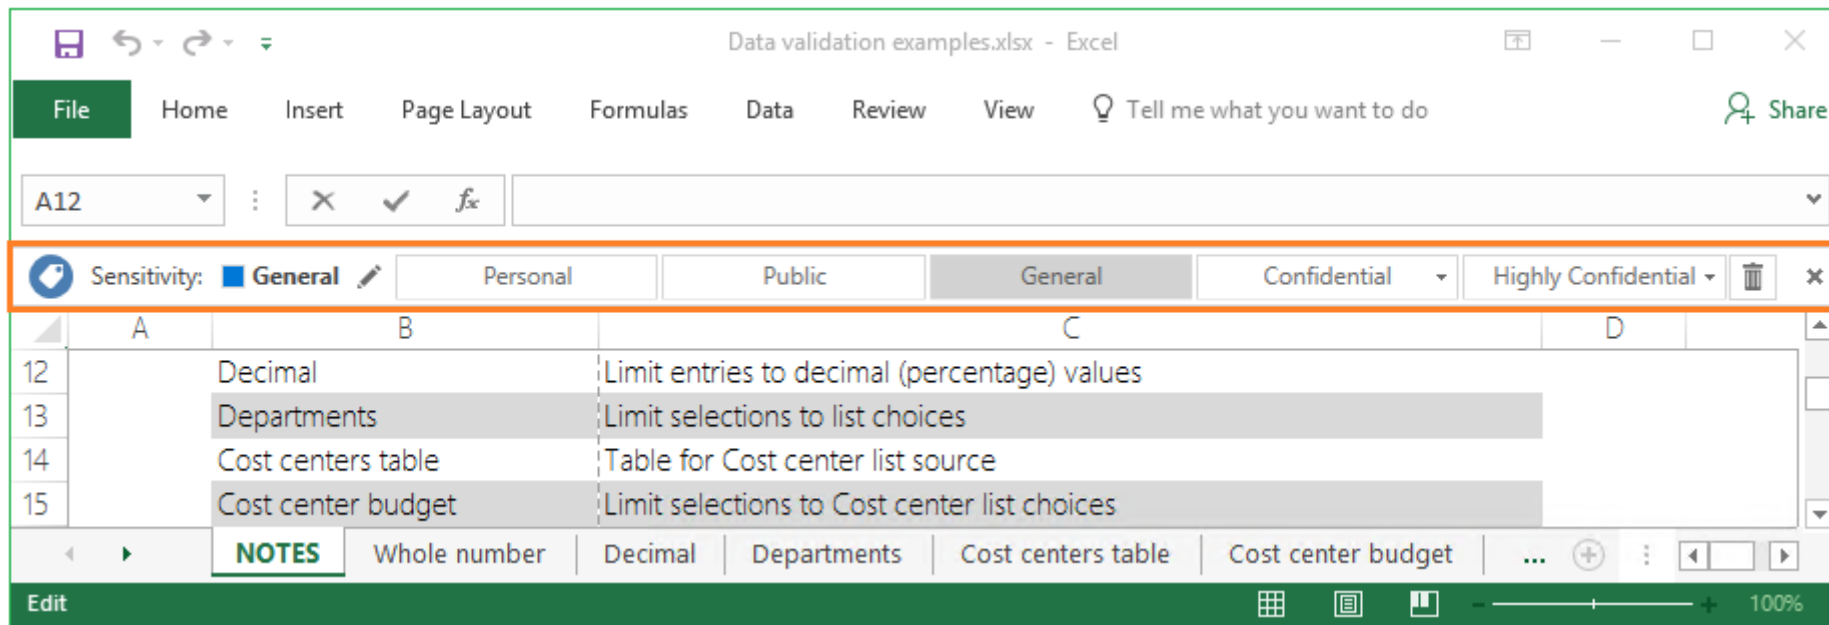 Data validation examples.xlsx - Excel
File Home Insert Page Layout Formulas Data Review View Tell me what you want to do Share
A12 fx
Sensitivity: General Personal Public General Confidential Highly Confidential
A B C D
12 Decimal Limit entries to decimal (percentage) values
13 Departments Limit selections to list choices
14 Cost centers table Table for Cost center list source
15 Cost center budget Limit selections to Cost center list choices
NOTES Whole number Decimal Departments Cost centers table Cost center budget ...
Edit 100%